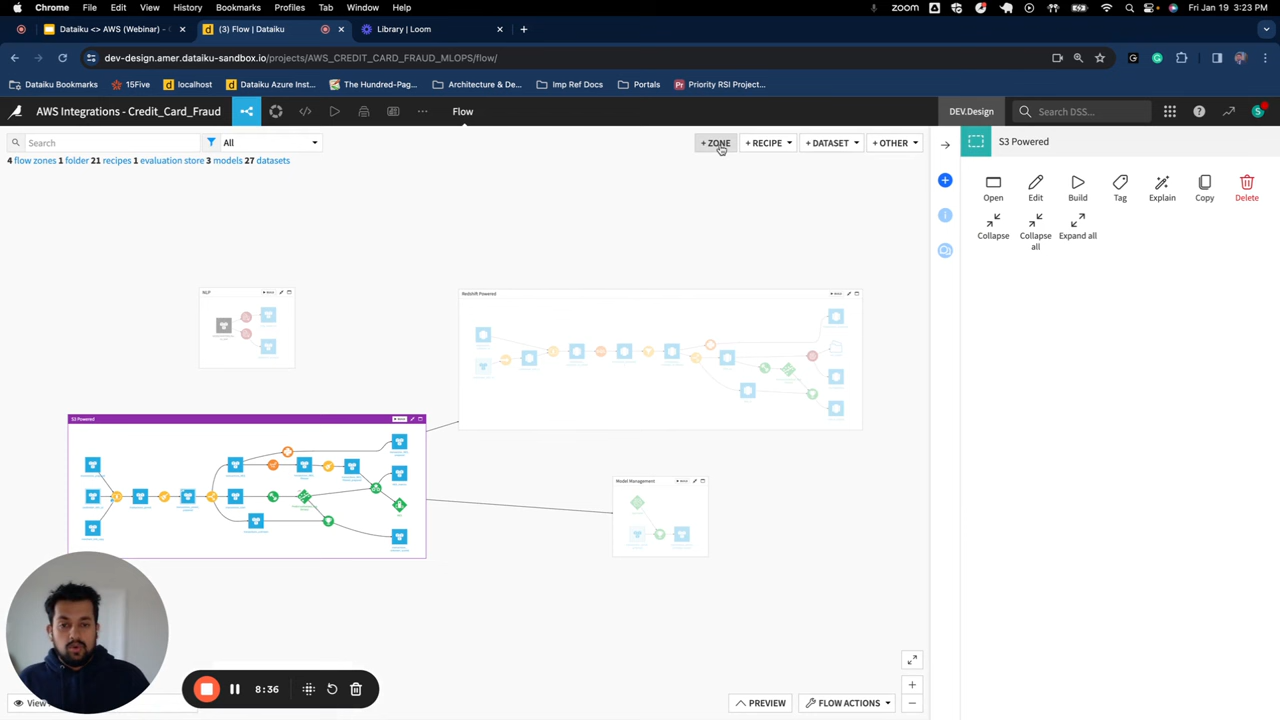 Chrome File Edit View History Bookmarks Profiles Tab Window Help
zoom Fri Jan 19 3:23 PM
Dataiku <> AWS (Webinar) -
(3) Flow | Dataiku
Library | Loom
dev-design.amer.dataiku-sandbox.io/projects/AWS_CREDIT_CARD_FRAUD_MLOPS/flow/
Dataiku Bookmarks 15Five localhost Dataiku Azure Inst... The Hundred-Pag... Architecture & De... Imp Ref Docs Portals Priority RSI Project...
AWS Integrations - Credit_Card_Fraud
Flow
DEV.Design
Search DSS...
S
Search
All
+ ZONE + RECIPE + DATASET + OTHER
S3 Powered
4 flow zones 1 folder 21 recipes 1 evaluation store 3 models 27 datasets
Open Edit Build Tag Explain Copy Delete
Collapse Collapse all Expand all
NLP
Redshift Powered
S3 Powered
Model Management
8:36
PREVIEW
FLOW ACTIONS